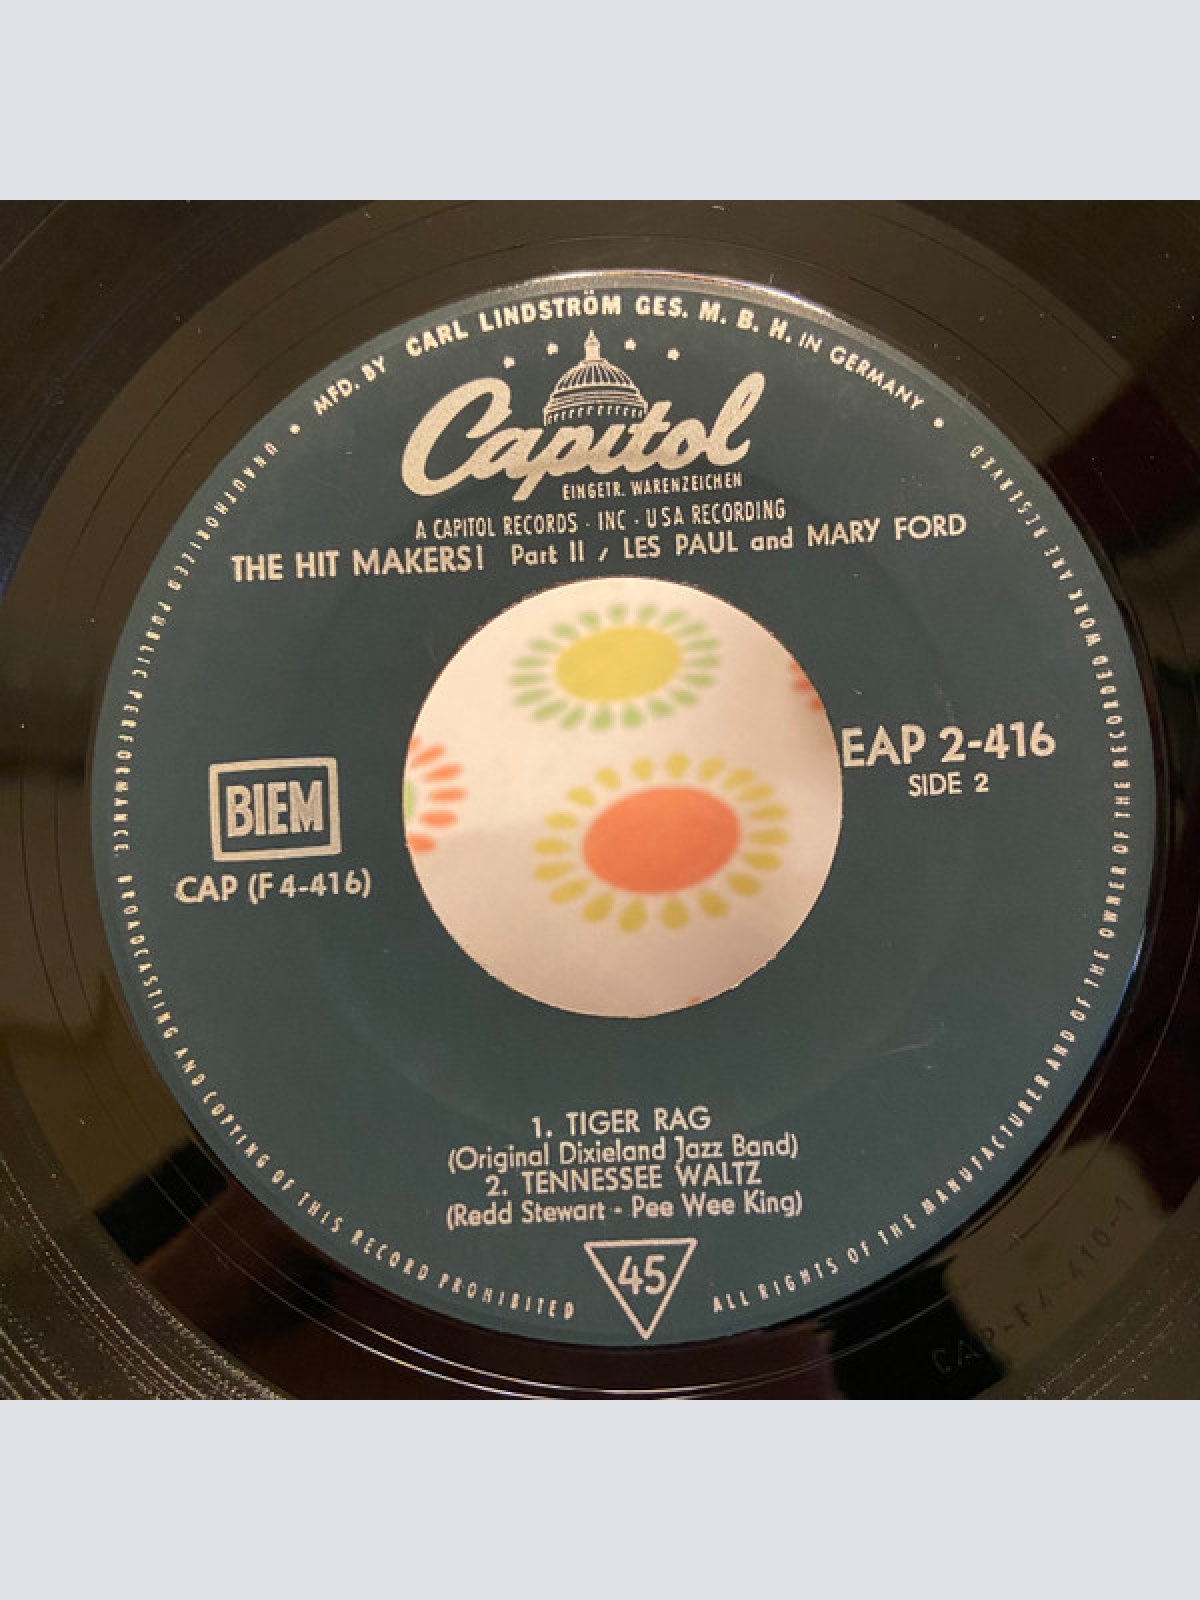 MFD. BY CARL LINDSTRÖM GES. M. B. H. IN GERMANY
Capitol
EINGETR. WARENZEICHEN
A CAPITOL RECORDS · INC · USA RECORDING
THE HIT MAKERS! Part II / LES PAUL and MARY FORD
EAP 2-416
SIDE 2
BIEM
CAP (F 4-416)
1. TIGER RAG
(Original Dixieland Jazz Band)
2. TENNESSEE WALTZ
(Redd Stewart - Pee Wee King)
45
ALL RIGHTS OF THE MANUFACTURER AND OF THE OWNER OF THE RECORDED WORK ARE RESERVED
UNAUTHORIZED PUBLIC PERFORMANCE. BROADCASTING AND COPYING OF THIS RECORD PROHIBITED